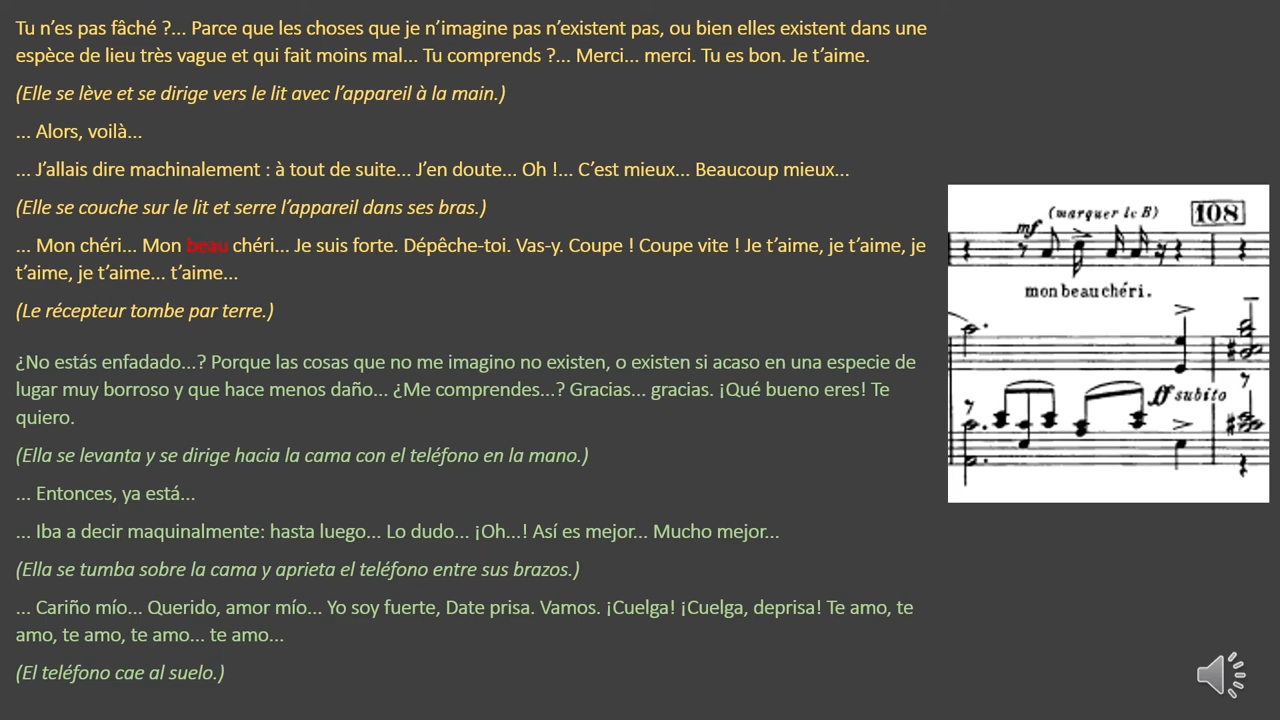 Tu n’es pas fâché ?... Parce que les choses que je n’imagine pas n’existent pas, ou bien elles existent dans une
espèce de lieu très vague et qui fait moins mal... Tu comprends ?... Merci... merci. Tu es bon. Je t’aime.
(Elle se lève et se dirige vers le lit avec l’appareil à la main.)
... Alors, voilà...
... J’allais dire machinalement : à tout de suite... J’en doute... Oh !... C’est mieux... Beaucoup mieux...
(Elle se couche sur le lit et serre l’appareil dans ses bras.)
... Mon chéri... Mon beau chéri... Je suis forte. Dépêche-toi. Vas-y. Coupe ! Coupe vite ! Je t’aime, je t’aime, je
t’aime, je t’aime... t’aime...
(Le récepteur tombe par terre.)
¿No estás enfadado...? Porque las cosas que no me imagino no existen, o existen si acaso en una especie de
lugar muy borroso y que hace menos daño... ¿Me comprendes...? Gracias... gracias. ¡Qué bueno eres! Te
quiero.
(Ella se levanta y se dirige hacia la cama con el teléfono en la mano.)
... Entonces, ya está...
... Iba a decir maquinalmente: hasta luego... Lo dudo... ¡Oh...! Así es mejor... Mucho mejor...
(Ella se tumba sobre la cama y aprieta el teléfono entre sus brazos.)
... Cariño mío... Querido, amor mío... Yo soy fuerte, Date prisa. Vamos. ¡Cuelga! ¡Cuelga, deprisa! Te amo, te
amo, te amo, te amo... te amo...
(El teléfono cae al suelo.)
(marquer le B) 108
mf
mon beau chéri.
ff subito